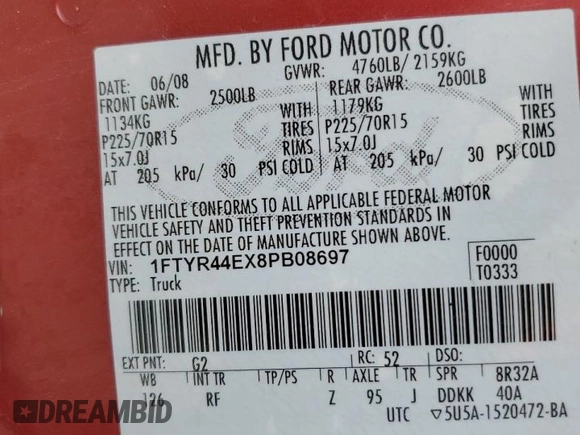 MFD. BY FORD MOTOR CO.
DATE: 06/08 GVWR: 4760LB/ 2159KG
FRONT GAWR: 2500LB REAR GAWR: 2600LB
1134KG WITH 1179KG WITH
P225/70R15 TIRES P225/70R15 TIRES
15x7.0J RIMS 15x7.0J RIMS
AT 205 kPa/ 30 PSI COLD AT 205 kPa/ 30 PSI COLD
Ford
THIS VEHICLE CONFORMS TO ALL APPLICABLE FEDERAL MOTOR
VEHICLE SAFETY AND THEFT PREVENTION STANDARDS IN
EFFECT ON THE DATE OF MANUFACTURE SHOWN ABOVE.
VIN: 1FTYR44EX8PB08697 F0000
TYPE: Truck T0333
EXT PNT: G2 RC: 52 DSO:
WB INT TR TP/PS R AXLE TR SPR 8R32A
126 RF Z 95 J DDKK 40A
UTC ▽5U5A-1520472-BA
DREAMBID